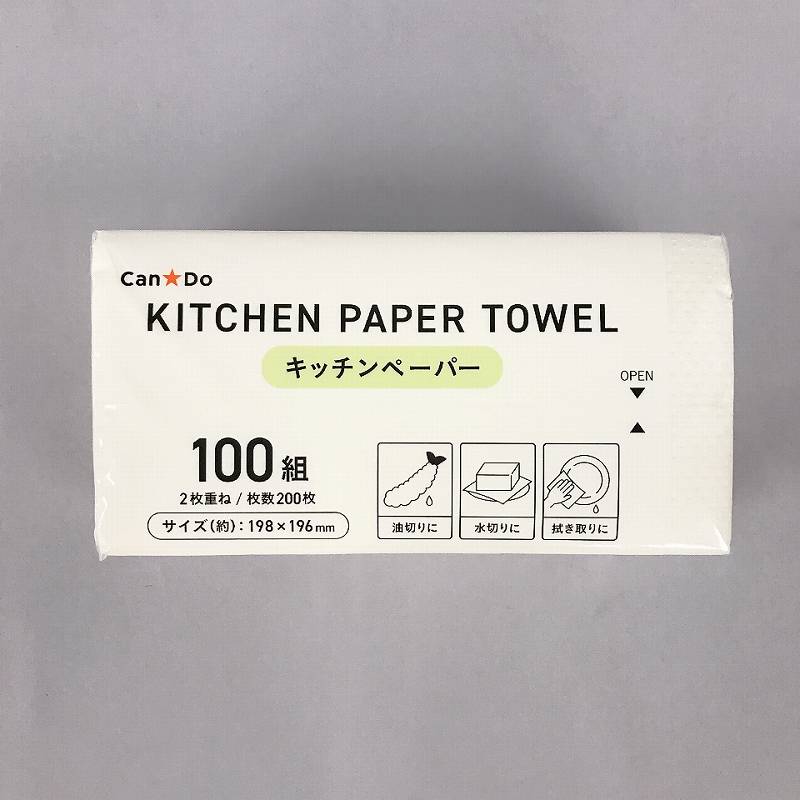 Can★Do
KITCHEN PAPER TOWEL
キッチンペーパー
OPEN
▼
▲
100組
2枚重ね / 枚数200枚
サイズ(約):198×196mm
油切りに
水切りに
拭き取りに